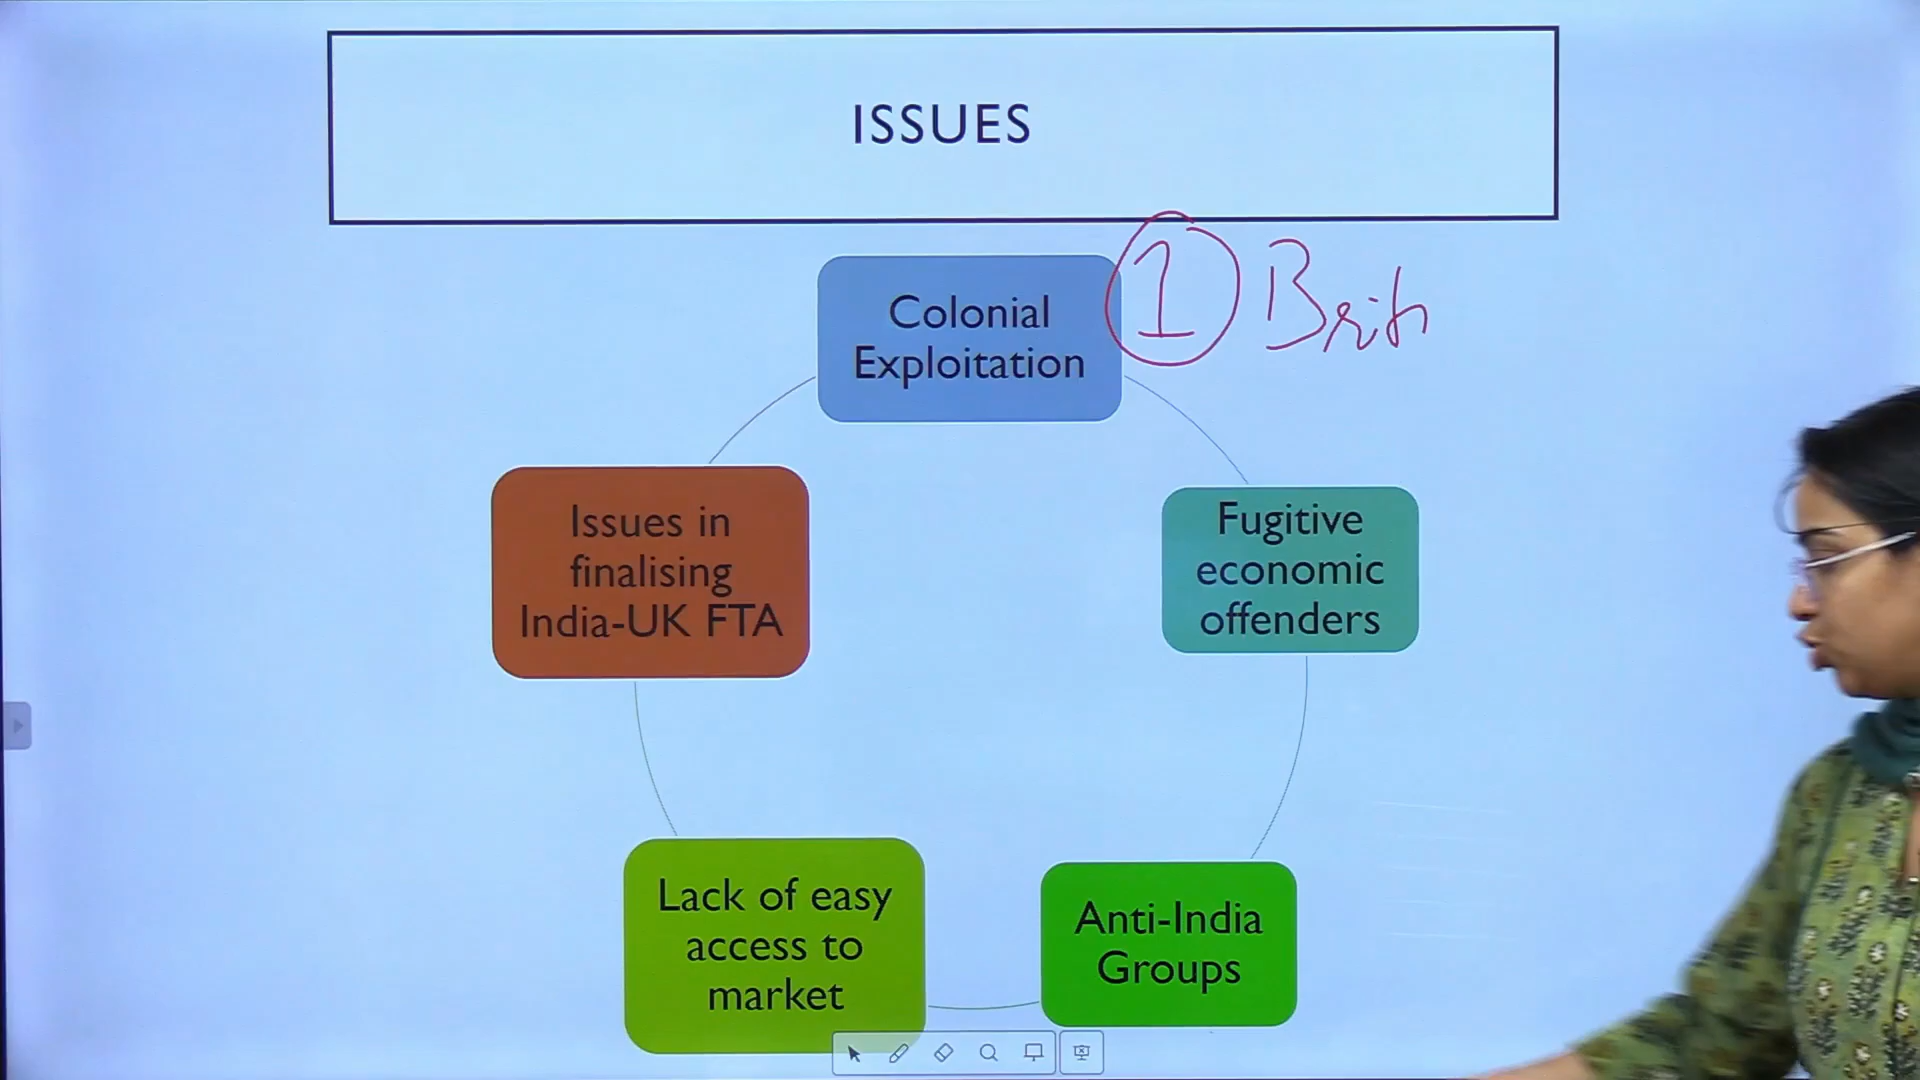 ISSUES
Colonial
Exploitation
1 Brit
Fugitive
economic
offenders
Issues in
finalising
India-UK FTA
Lack of easy
access to
market
Anti-India
Groups